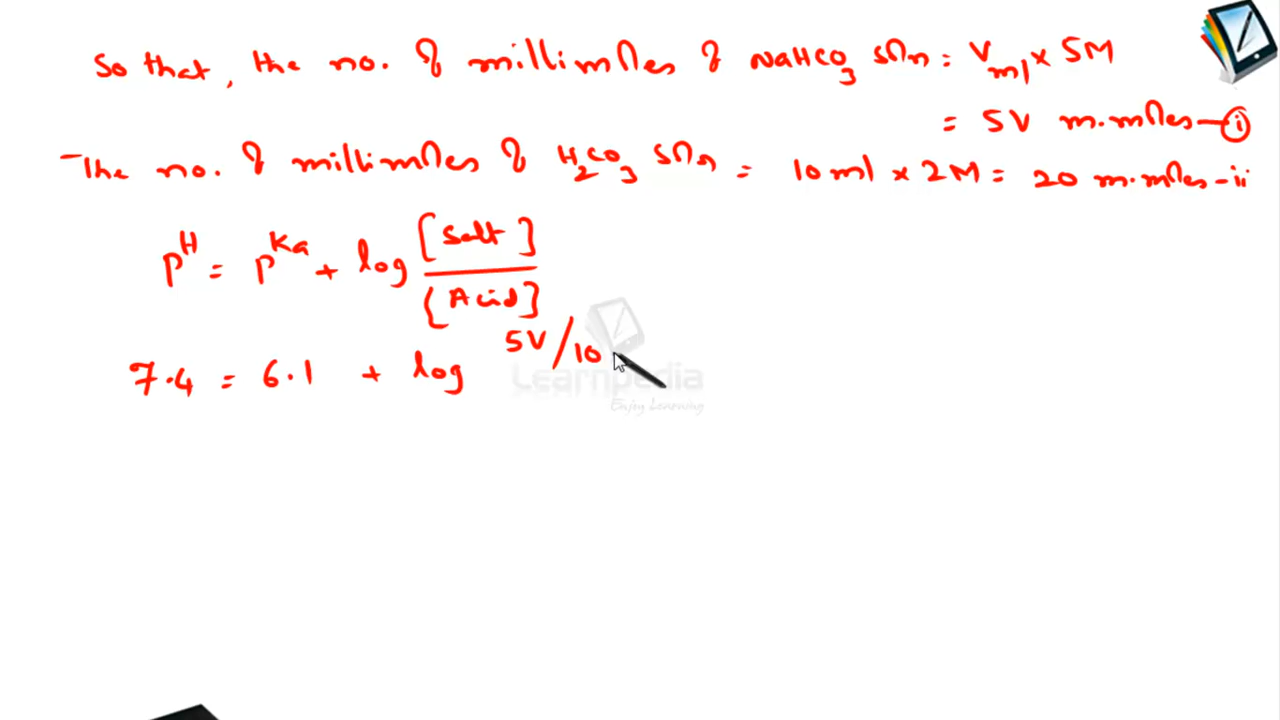 So that, the no. of millimoles of NaHCO3 soln = Vml × 5M
= 5V m.moles — (i)
The no. of millimoles of H2CO3 soln = 10ml × 2M = 20 m.moles - ii
pH = pKa + log [Salt] / [Acid]
7.4 = 6.1 + log 5V/10
Learnpedia
Enjoy Learning